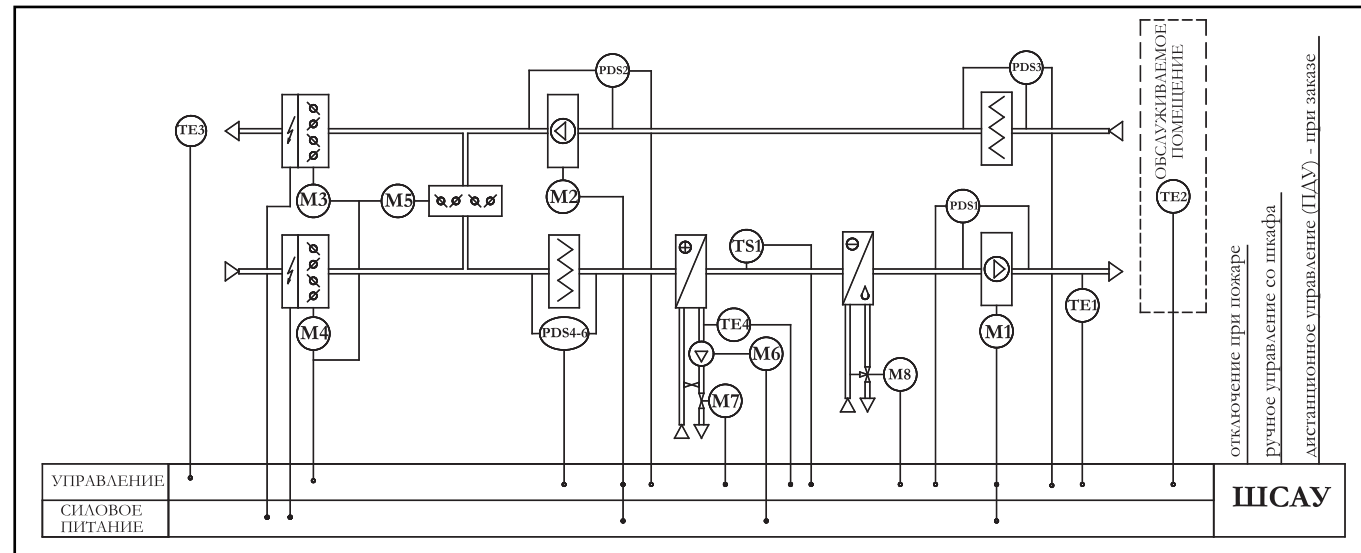 PDS2
PDS3
ОБСЛУЖИВАЕМОЕ
ПОМЕЩЕНИЕ
TE3
M3
M5
M2
TE2
PDS1
TS1
TE1
M4
PDS4-6
TE4
M6
M1
M7
M8
отключение при пожаре
ручное управление со шкафа
дистанционное управление (ПДУ) - при заказе
УПРАВЛЕНИЕ
СИЛОВОЕ
ПИТАНИЕ
ШСАУ